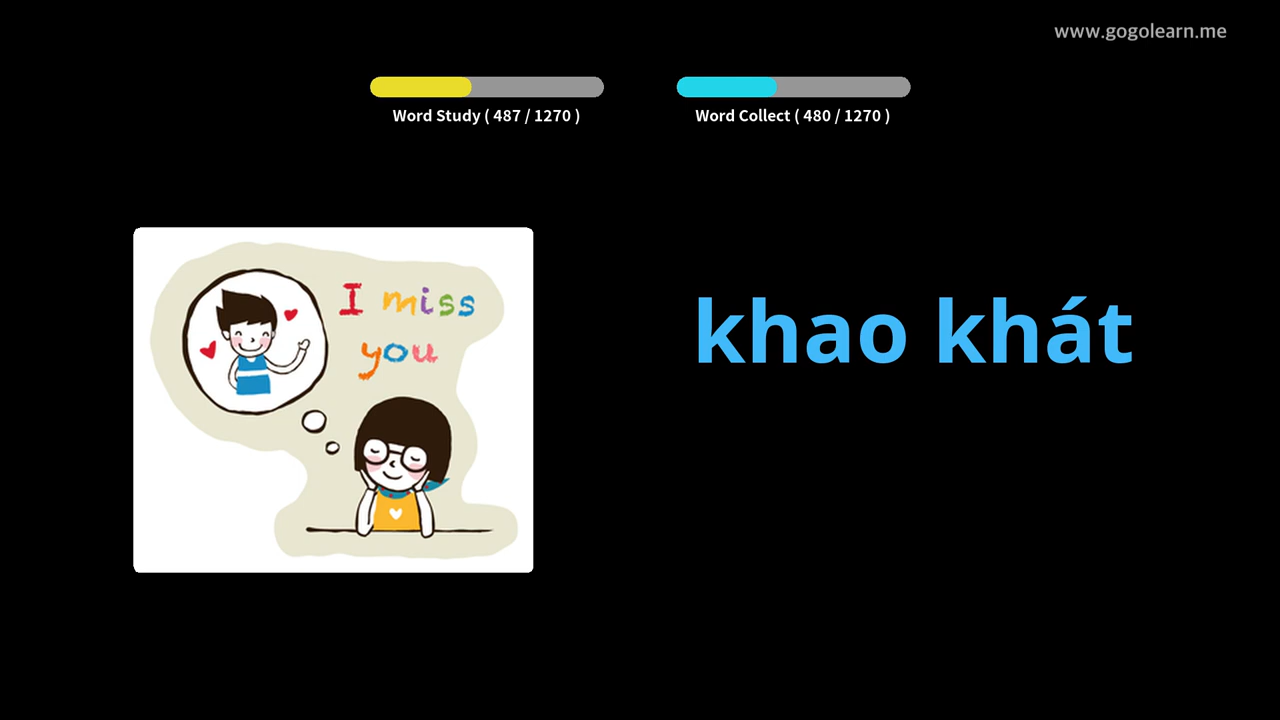 www.gogolearn.me
Word Study ( 487 / 1270 )
Word Collect ( 480 / 1270 )
I miss
you
khao khát